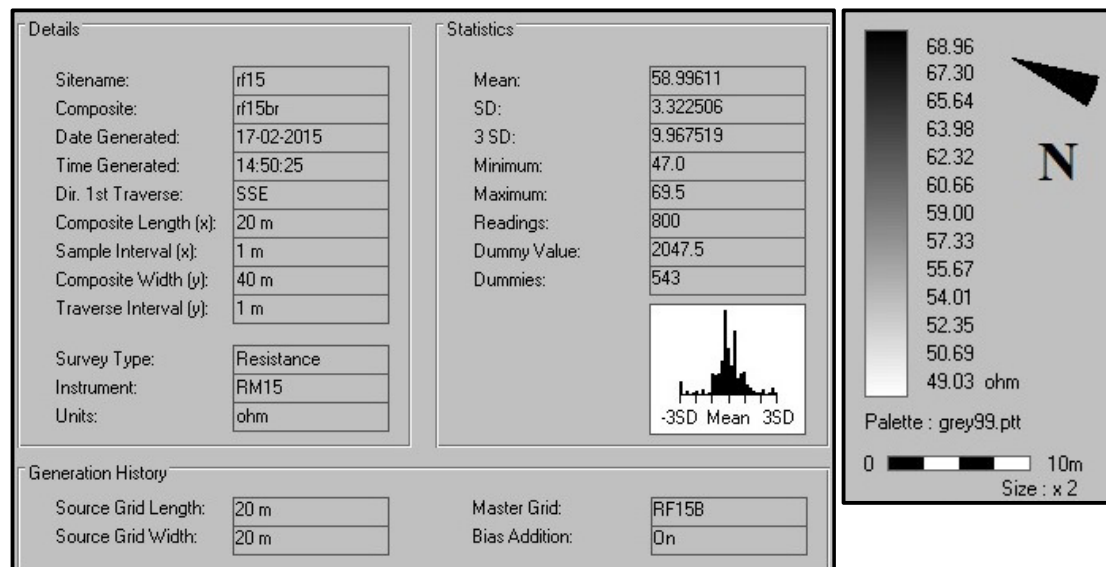 Details
Sitename: rf15
Composite: rf15br
Date Generated: 17-02-2015
Time Generated: 14:50:25
Dir. 1st Traverse: SSE
Composite Length (x): 20 m
Sample Interval (x): 1 m
Composite Width (y): 40 m
Traverse Interval (y): 1 m
Survey Type: Resistance
Instrument: RM15
Units: ohm
Statistics
Mean: 58.99611
SD: 3.322506
3 SD: 9.967519
Minimum: 47.0
Maximum: 69.5
Readings: 800
Dummy Value: 2047.5
Dummies: 543
-3SD Mean 3SD
Generation History
Source Grid Length: 20 m
Source Grid Width: 20 m
Master Grid: RF15B
Bias Addition: On
68.96
67.30
65.64
63.98
62.32
60.66
59.00
57.33
55.67
54.01
52.35
50.69
49.03 ohm
N
Palette : grey99.ptt
0 10m
Size : x 2